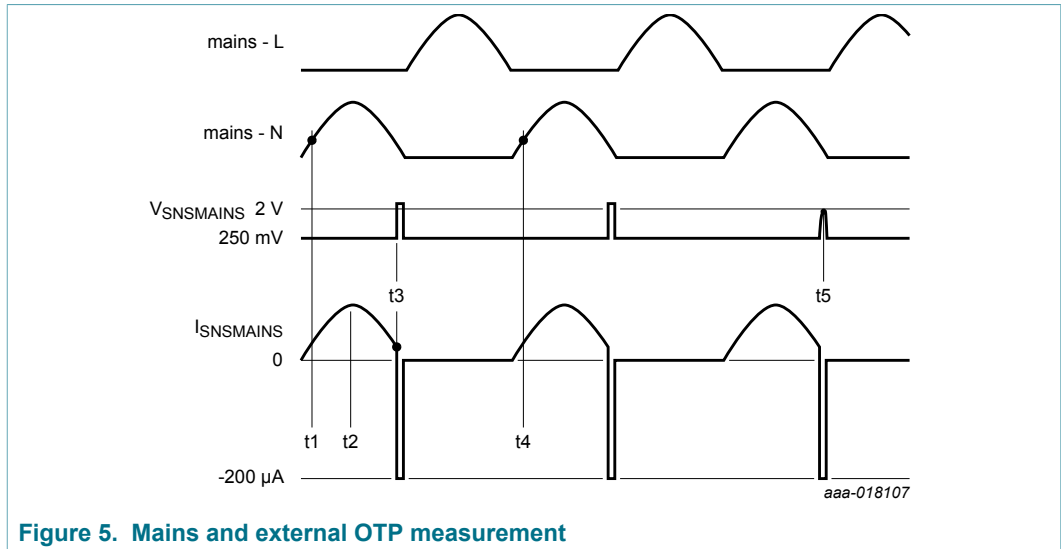 mains - L
mains - N
VSNSMAINS 2 V
250 mV
t3
t5
ISNSMAINS
0
t1
t2
t4
-200 µA
aaa-018107
Figure 5. Mains and external OTP measurement